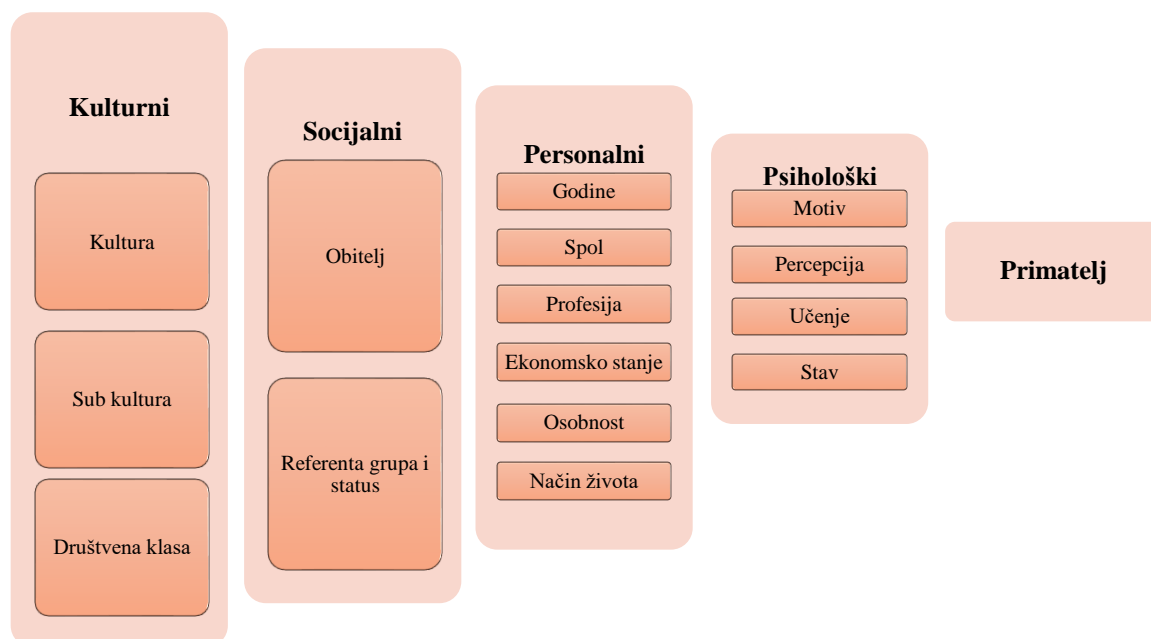 Kulturni
Kultura
Sub kultura
Društvena klasa
Socijalni
Obitelj
Referenta grupa i
status
Personalni
Godine
Spol
Profesija
Ekonomsko stanje
Osobnost
Način života
Psihološki
Motiv
Percepcija
Učenje
Stav
Primatelj